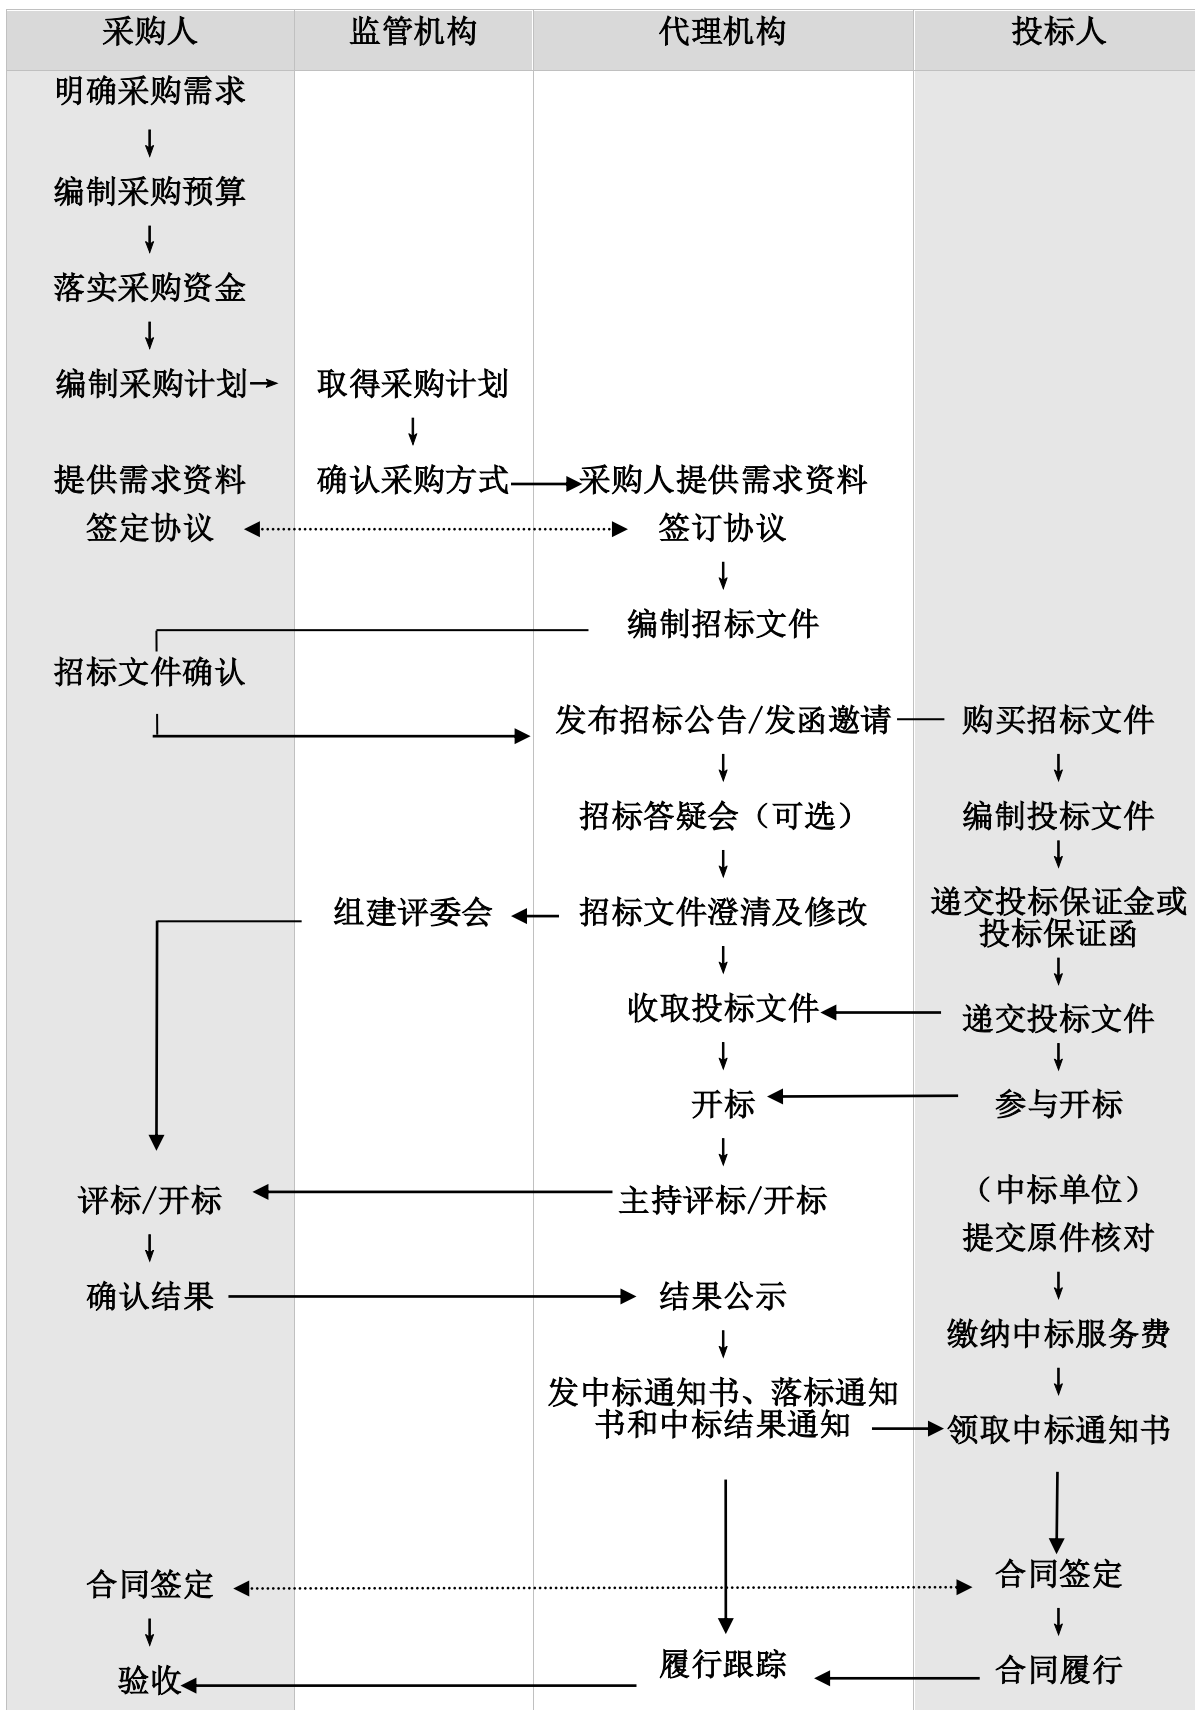 采购人 监管机构 代理机构 投标人
明确采购需求
编制采购预算
落实采购资金
编制采购计划 取得采购计划
提供需求资料 确认采购方式 采购人提供需求资料
签定协议 签订协议
编制招标文件
招标文件确认
发布招标公告/发函邀请 购买招标文件
招标答疑会（可选） 编制投标文件
组建评委会 招标文件澄清及修改 递交投标保证金或
投标保证函
收取投标文件 递交投标文件
开标 参与开标
评标/开标 主持评标/开标 （中标单位）
提交原件核对
确认结果 结果公示
缴纳中标服务费
发中标通知书、落标通知
书和中标结果通知 领取中标通知书
合同签定 合同签定
验收 履行跟踪 合同履行